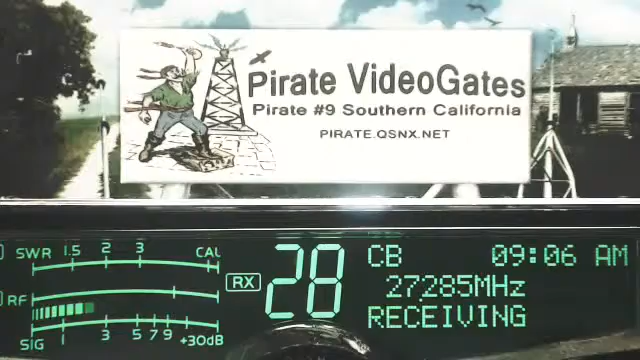 Pirate VideoGates
Pirate #9 Southern California
PIRATE.QSNX.NET
SWR 1.5 2 3 CAL
RX
28
CB
09:06 AM
27285MHz
RECEIVING
RF
SIG 1 3 5 7 9 +30dB